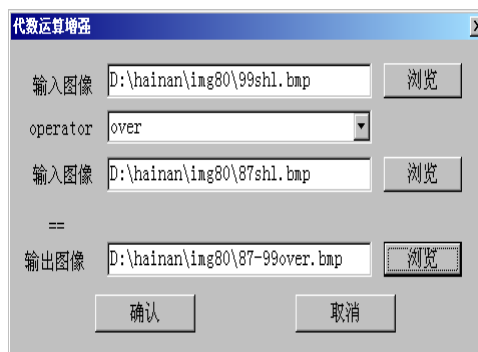 代数运算增强
输入图像 D:\hainan\img80\99shl.bmp 浏览
operator over
输入图像 D:\hainan\img80\87shl.bmp 浏览
==
输出图像 D:\hainan\img80\87-99over.bmp 浏览
确认 取消